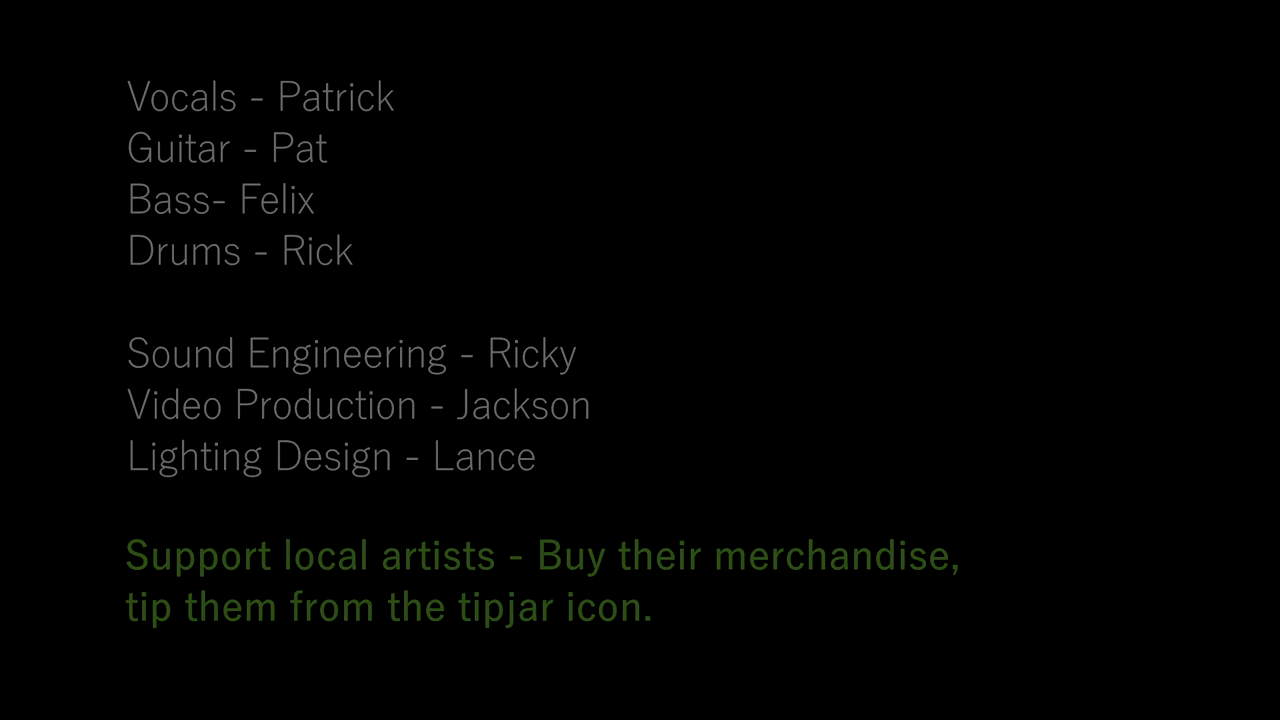 Vocals - Patrick
Guitar - Pat
Bass- Felix
Drums - Rick
Sound Engineering - Ricky
Video Production - Jackson
Lighting Design - Lance
Support local artists - Buy their merchandise,
tip them from the tipjar icon.